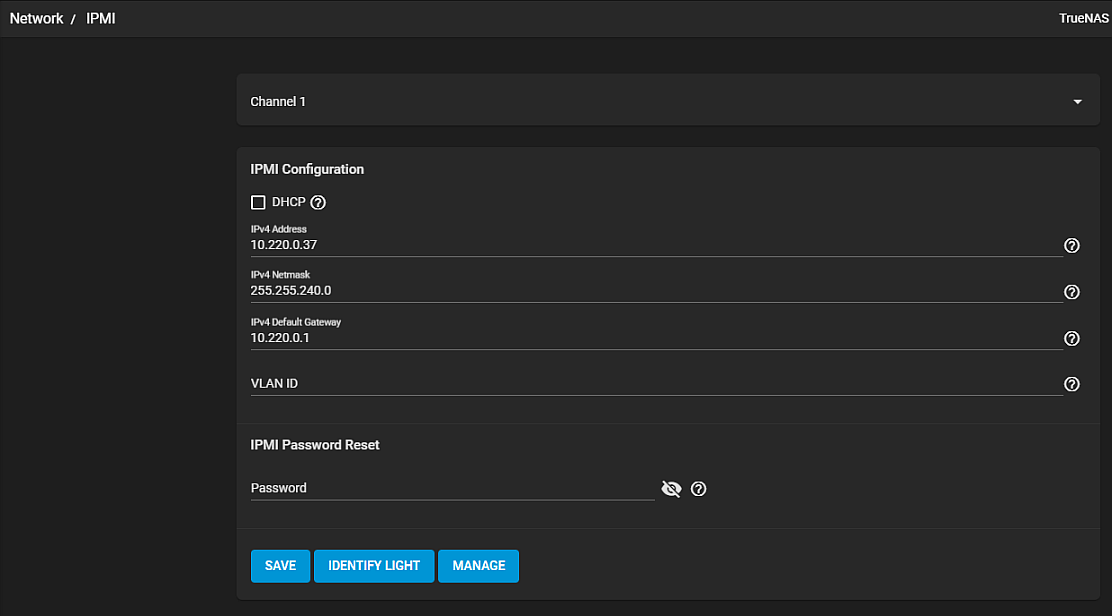 Network / IPMI TrueNAS
Channel 1
IPMI Configuration
DHCP
IPv4 Address
10.220.0.37
IPv4 Netmask
255.255.240.0
IPv4 Default Gateway
10.220.0.1
VLAN ID
IPMI Password Reset
Password
SAVE IDENTIFY LIGHT MANAGE